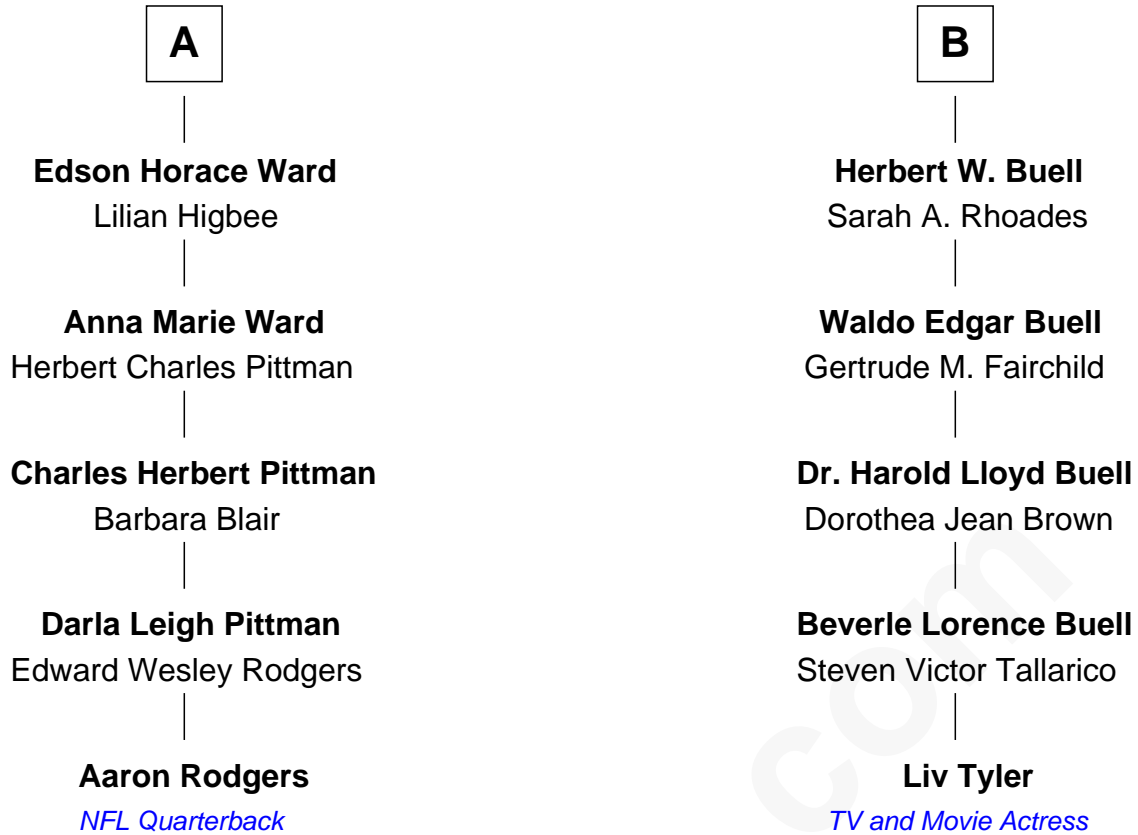 A
Edson Horace Ward
Lilian Higbee
Anna Marie Ward
Herbert Charles Pittman
Charles Herbert Pittman
Barbara Blair
Darla Leigh Pittman
Edward Wesley Rodgers
Aaron Rodgers
NFL Quarterback
B
Herbert W. Buell
Sarah A. Rhoades
Waldo Edgar Buell
Gertrude M. Fairchild
Dr. Harold Lloyd Buell
Dorothea Jean Brown
Beverle Lorence Buell
Steven Victor Tallarico
Liv Tyler
TV and Movie Actress
com